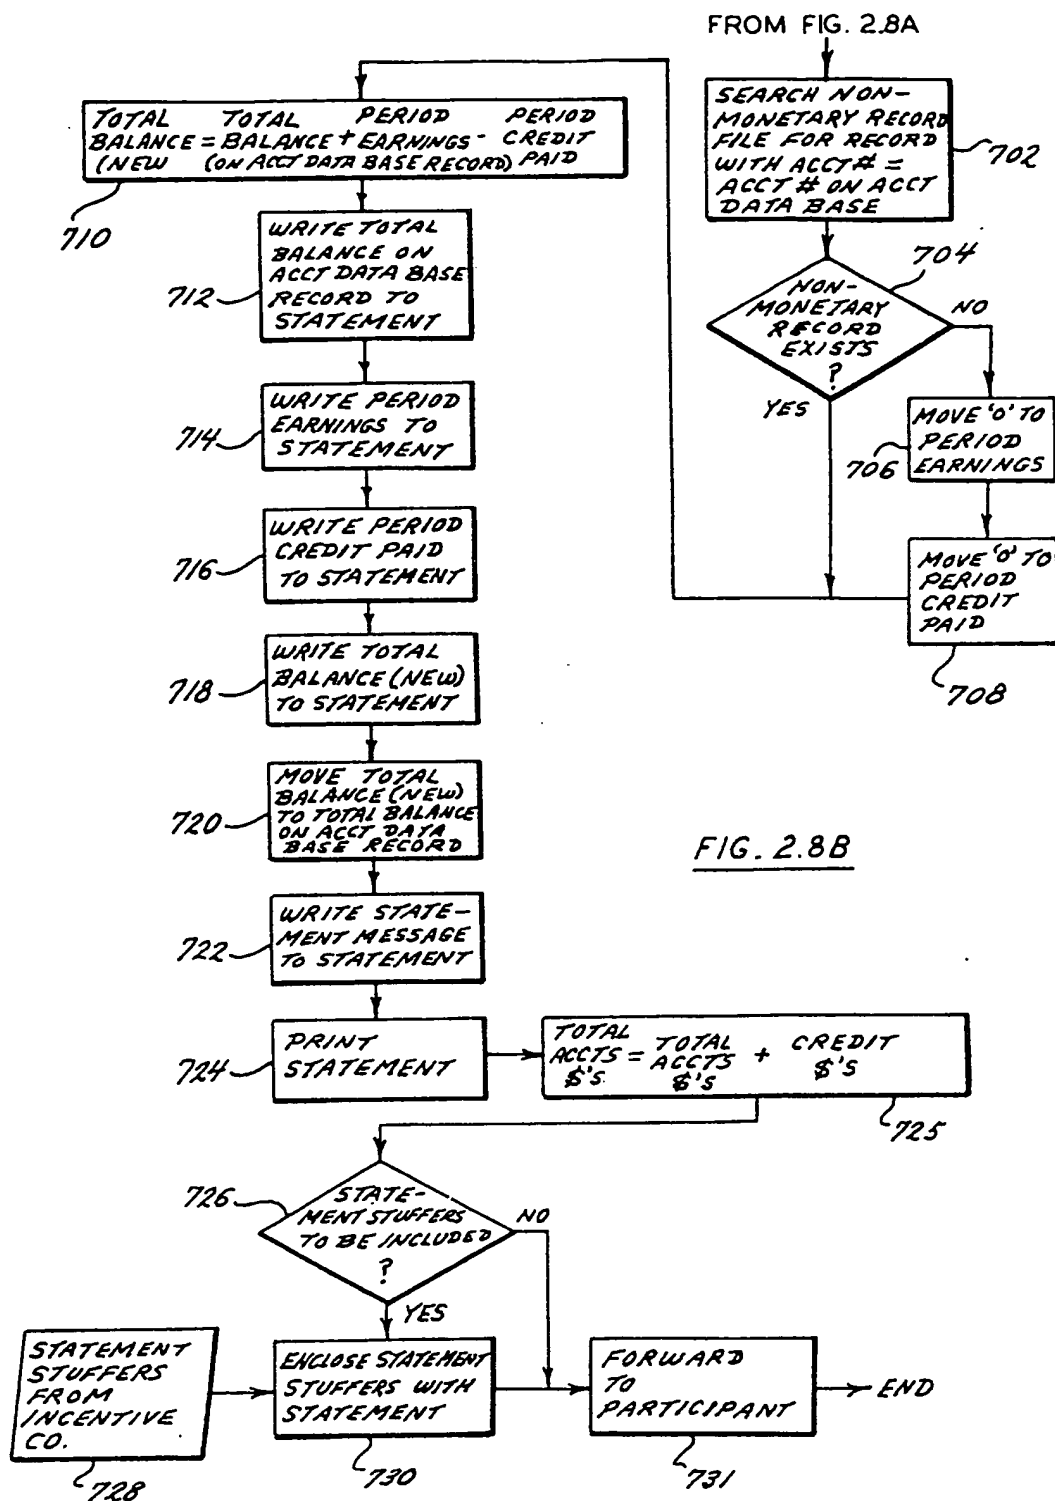 FROM FIG. 2.8A
SEARCH NON-
MONETARY RECORD
FILE FOR RECORD
WITH ACCT# =
ACCT # ON ACCT
DATA BASE
702
704
NON-
MONETARY
RECORD
EXISTS
?
NO
YES
MOVE '0' TO
PERIOD
EARNINGS
706
MOVE '0' TO
PERIOD
CREDIT
PAID
708
TOTAL TOTAL PERIOD PERIOD
BALANCE = BALANCE + EARNINGS - CREDIT
(NEW (ON ACCT DATA BASE RECORD) PAID
710
WRITE TOTAL
BALANCE ON
ACCT DATA BASE
RECORD TO
STATEMENT
712
WRITE PERIOD
EARNINGS TO
STATEMENT
714
WRITE PERIOD
CREDIT PAID
TO STATEMENT
716
WRITE TOTAL
BALANCE (NEW)
TO STATEMENT
718
MOVE TOTAL
BALANCE (NEW)
TO TOTAL BALANCE
ON ACCT DATA
BASE RECORD
720
FIG. 2.8B
WRITE STATE-
MENT MESSAGE
TO STATEMENT
722
PRINT
STATEMENT
724
TOTAL TOTAL CREDIT
ACCTS = ACCTS + $'S
$'S $'S
725
726
STATE-
MENT STUFFERS
TO BE INCLUDED
?
NO
YES
STATEMENT
STUFFERS
FROM
INCENTIVE
CO.
728
ENCLOSE STATEMENT
STUFFERS WITH
STATEMENT
730
FORWARD
TO
PARTICIPANT
731
END